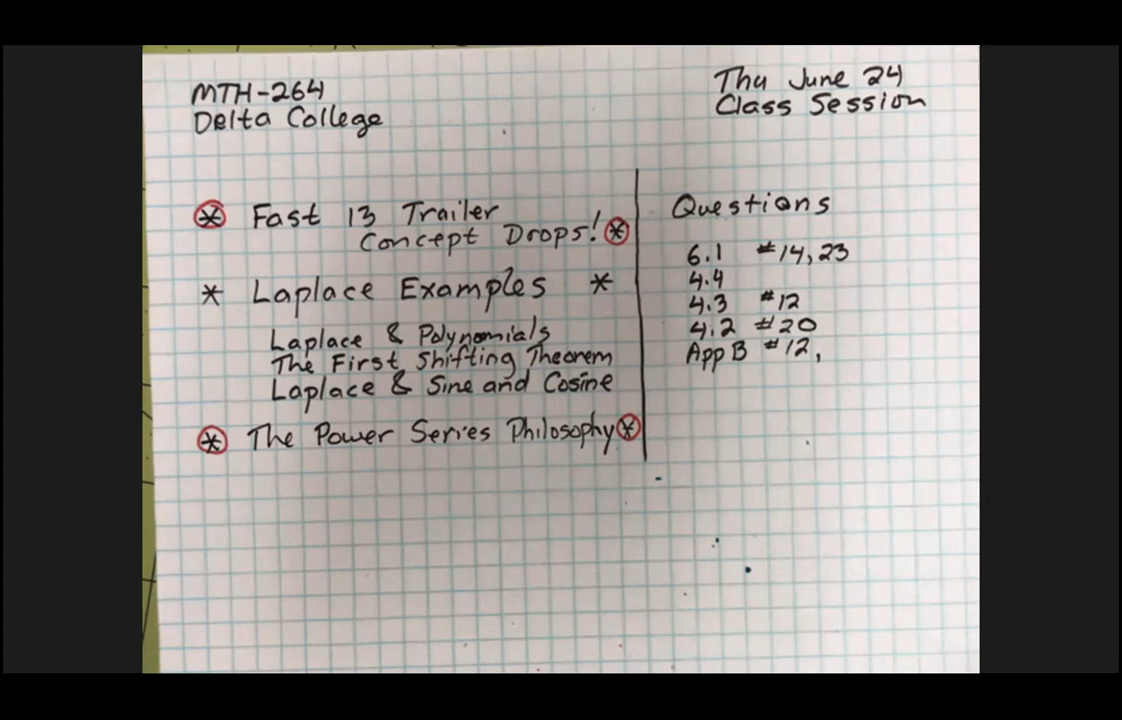 MTH-264
Delta College
Thu June 24
Class Session
⊛ Fast 13 Trailer
Concept Drops! ⊛
* Laplace Examples *
Laplace & Polynomials
The First Shifting Theorem
Laplace & Sine and Cosine
⊛ The Power Series Philosophy ⊛
Questions
6.1 #14, 23
4.4
4.3 #12
4.2 #20
App B #12,